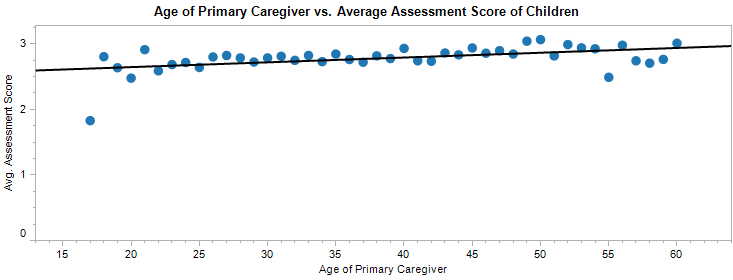 Age of Primary Caregiver vs. Average Assessment Score of Children
Avg. Assessment Score
3
2
1
0
15 20 25 30 35 40 45 50 55 60
Age of Primary Caregiver